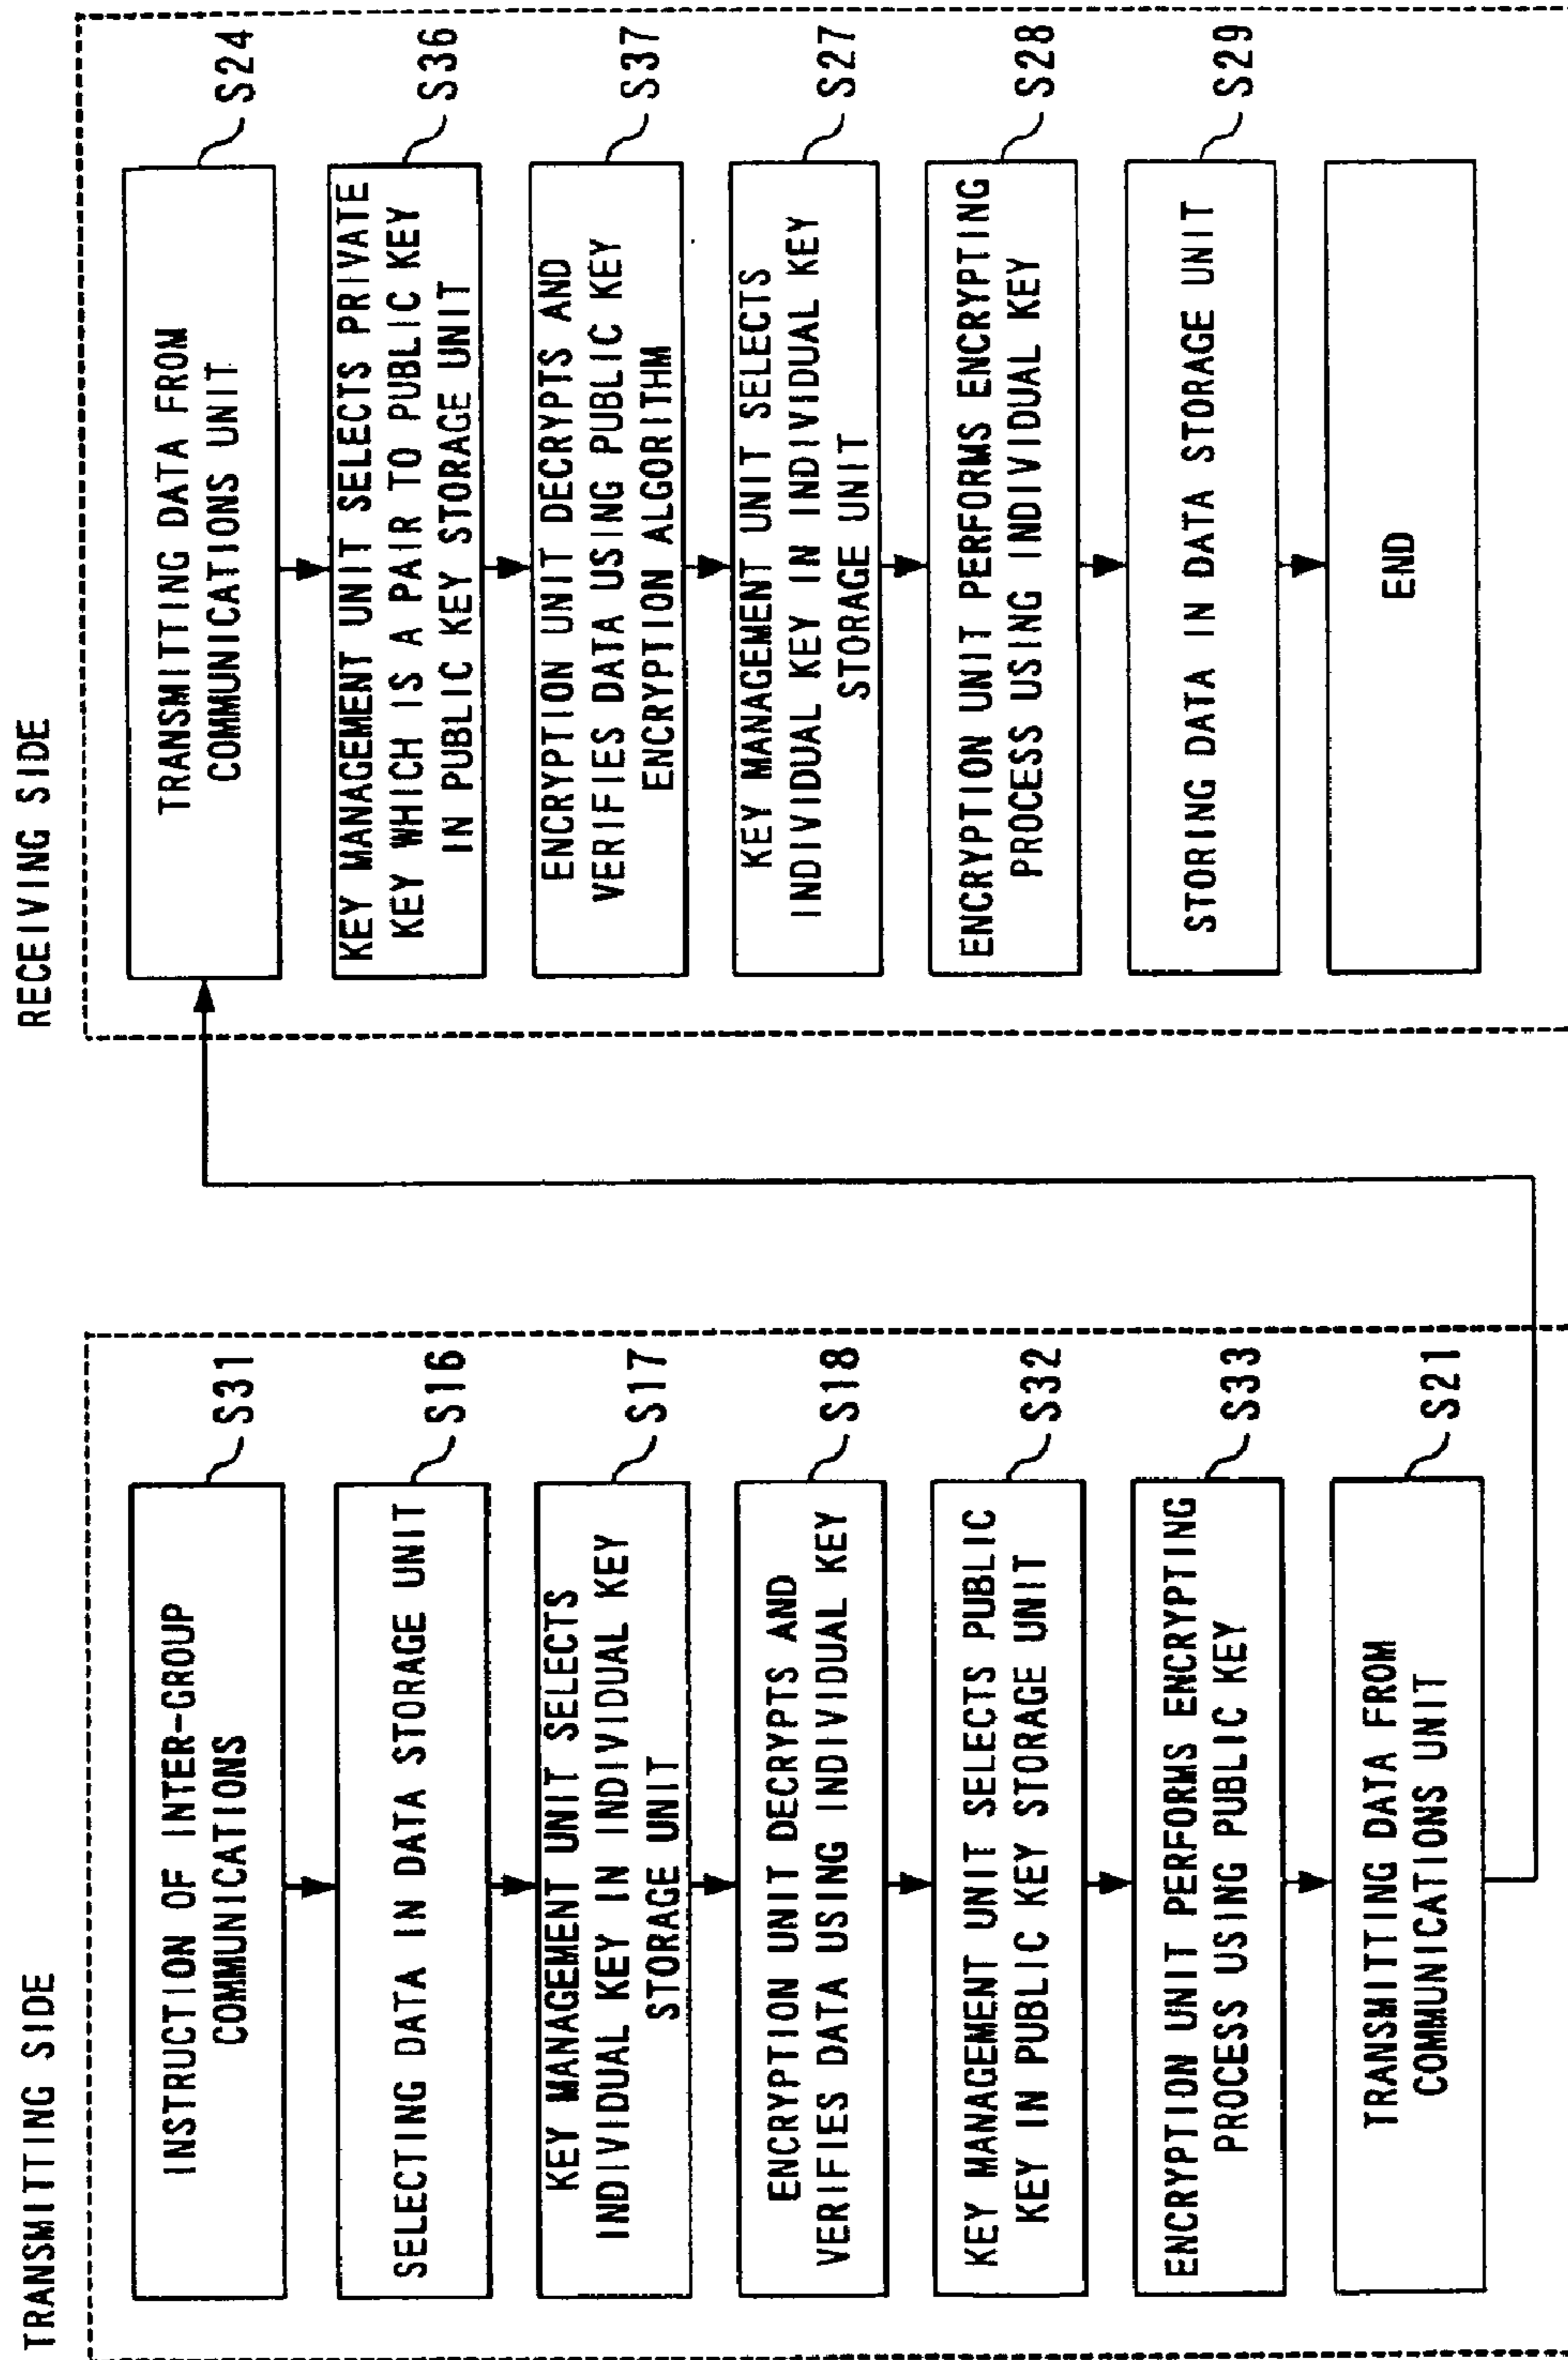 TRANSMITTING SIDE
INSTRUCTION OF INTER-GROUP
COMMUNICATIONS
S31
SELECTING DATA IN DATA STORAGE UNIT
S16
KEY MANAGEMENT UNIT SELECTS
INDIVIDUAL KEY IN INDIVIDUAL KEY
STORAGE UNIT
S17
ENCRYPTION UNIT DECRYPTS AND
VERIFIES DATA USING INDIVIDUAL KEY
S18
KEY MANAGEMENT UNIT SELECTS PUBLIC
KEY IN PUBLIC KEY STORAGE UNIT
S32
ENCRYPTION UNIT PERFORMS ENCRYPTING
PROCESS USING PUBLIC KEY
S33
TRANSMITTING DATA FROM
COMMUNICATIONS UNIT
S21
RECEIVING SIDE
TRANSMITTING DATA FROM
COMMUNICATIONS UNIT
S24
KEY MANAGEMENT UNIT SELECTS PRIVATE
KEY WHICH IS A PAIR TO PUBLIC KEY
IN PUBLIC KEY STORAGE UNIT
S36
ENCRYPTION UNIT DECRYPTS AND
VERIFIES DATA USING PUBLIC KEY
ENCRYPTION ALGORITHM
S37
KEY MANAGEMENT UNIT SELECTS
INDIVIDUAL KEY IN INDIVIDUAL KEY
STORAGE UNIT
S27
ENCRYPTION UNIT PERFORMS ENCRYPTING
PROCESS USING INDIVIDUAL KEY
S28
STORING DATA IN DATA STORAGE UNIT
S29
END